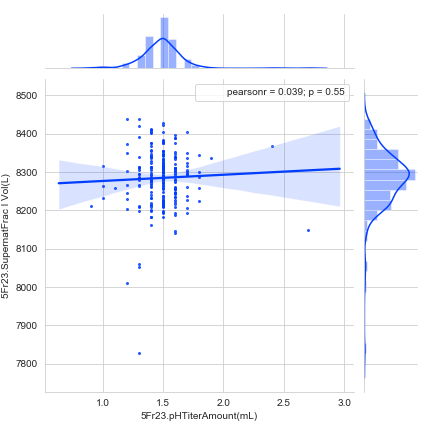 pearsonr = 0.039; p = 0.55
8500
8400
8300
8200
8100
8000
7900
7800
5Fr23.SupernatFrac I Vol(L)
1.0 1.5 2.0 2.5 3.0
5Fr23.pHTiterAmount(mL)